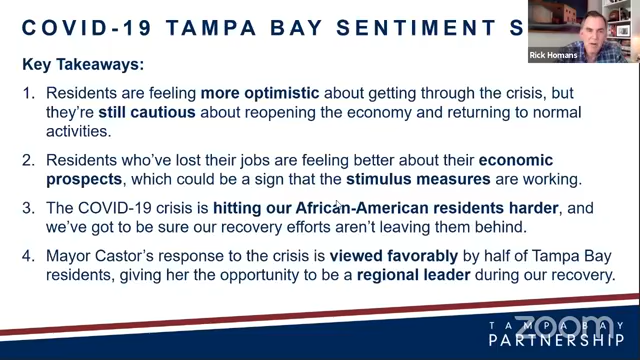 COVID-19 TAMPA BAY SENTIMENT S
Rick Homans
Key Takeaways:
1. Residents are feeling more optimistic about getting through the crisis, but
they're still cautious about reopening the economy and returning to normal
activities.
2. Residents who've lost their jobs are feeling better about their economic
prospects, which could be a sign that the stimulus measures are working.
3. The COVID-19 crisis is hitting our African-American residents harder, and
we've got to be sure our recovery efforts aren't leaving them behind.
4. Mayor Castor's response to the crisis is viewed favorably by half of Tampa Bay
residents, giving her the opportunity to be a regional leader during our recovery.
zoom
TAMPA BAY
PARTNERSHIP